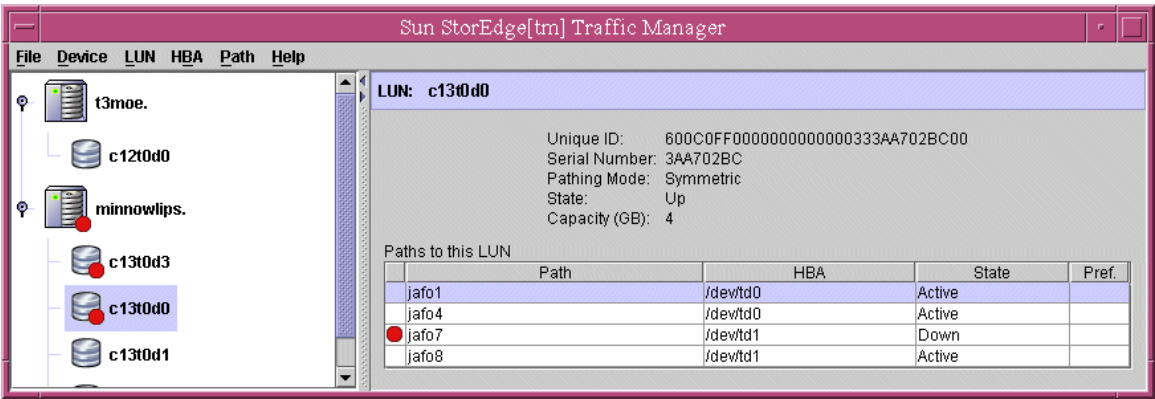 Sun StorEdge[tm] Traffic Manager
File Device LUN HBA Path Help
t3moe.
c12t0d0
minnowlips.
c13t0d3
c13t0d0
c13t0d1
LUN: c13t0d0
Unique ID: 600C0FF0000000000000333AA702BC00
Serial Number: 3AA702BC
Pathing Mode: Symmetric
State: Up
Capacity (GB): 4
Paths to this LUN
Path HBA State Pref.
jafo1 /dev/td0 Active
jafo4 /dev/td0 Active
jafo7 /dev/td1 Down
jafo8 /dev/td1 Active